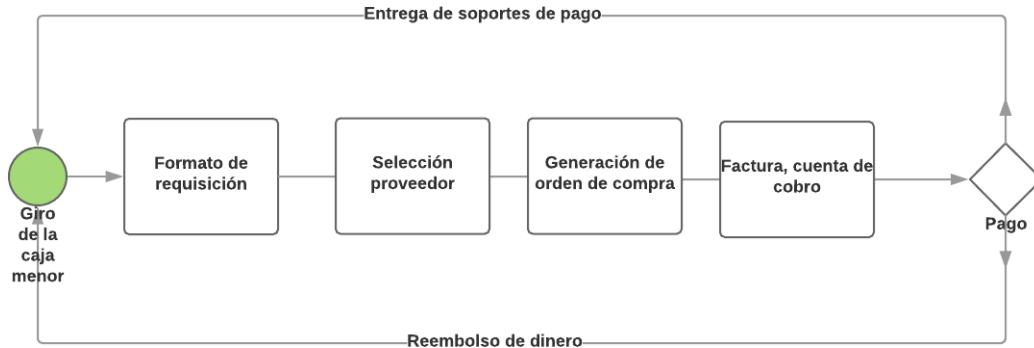 Entrega de soportes de pago
Formato de
requisición
Selección
proveedor
Generación de
orden de compra
Factura, cuenta de
cobro
Giro
de la
caja
menor
Pago
Reembolso de dinero